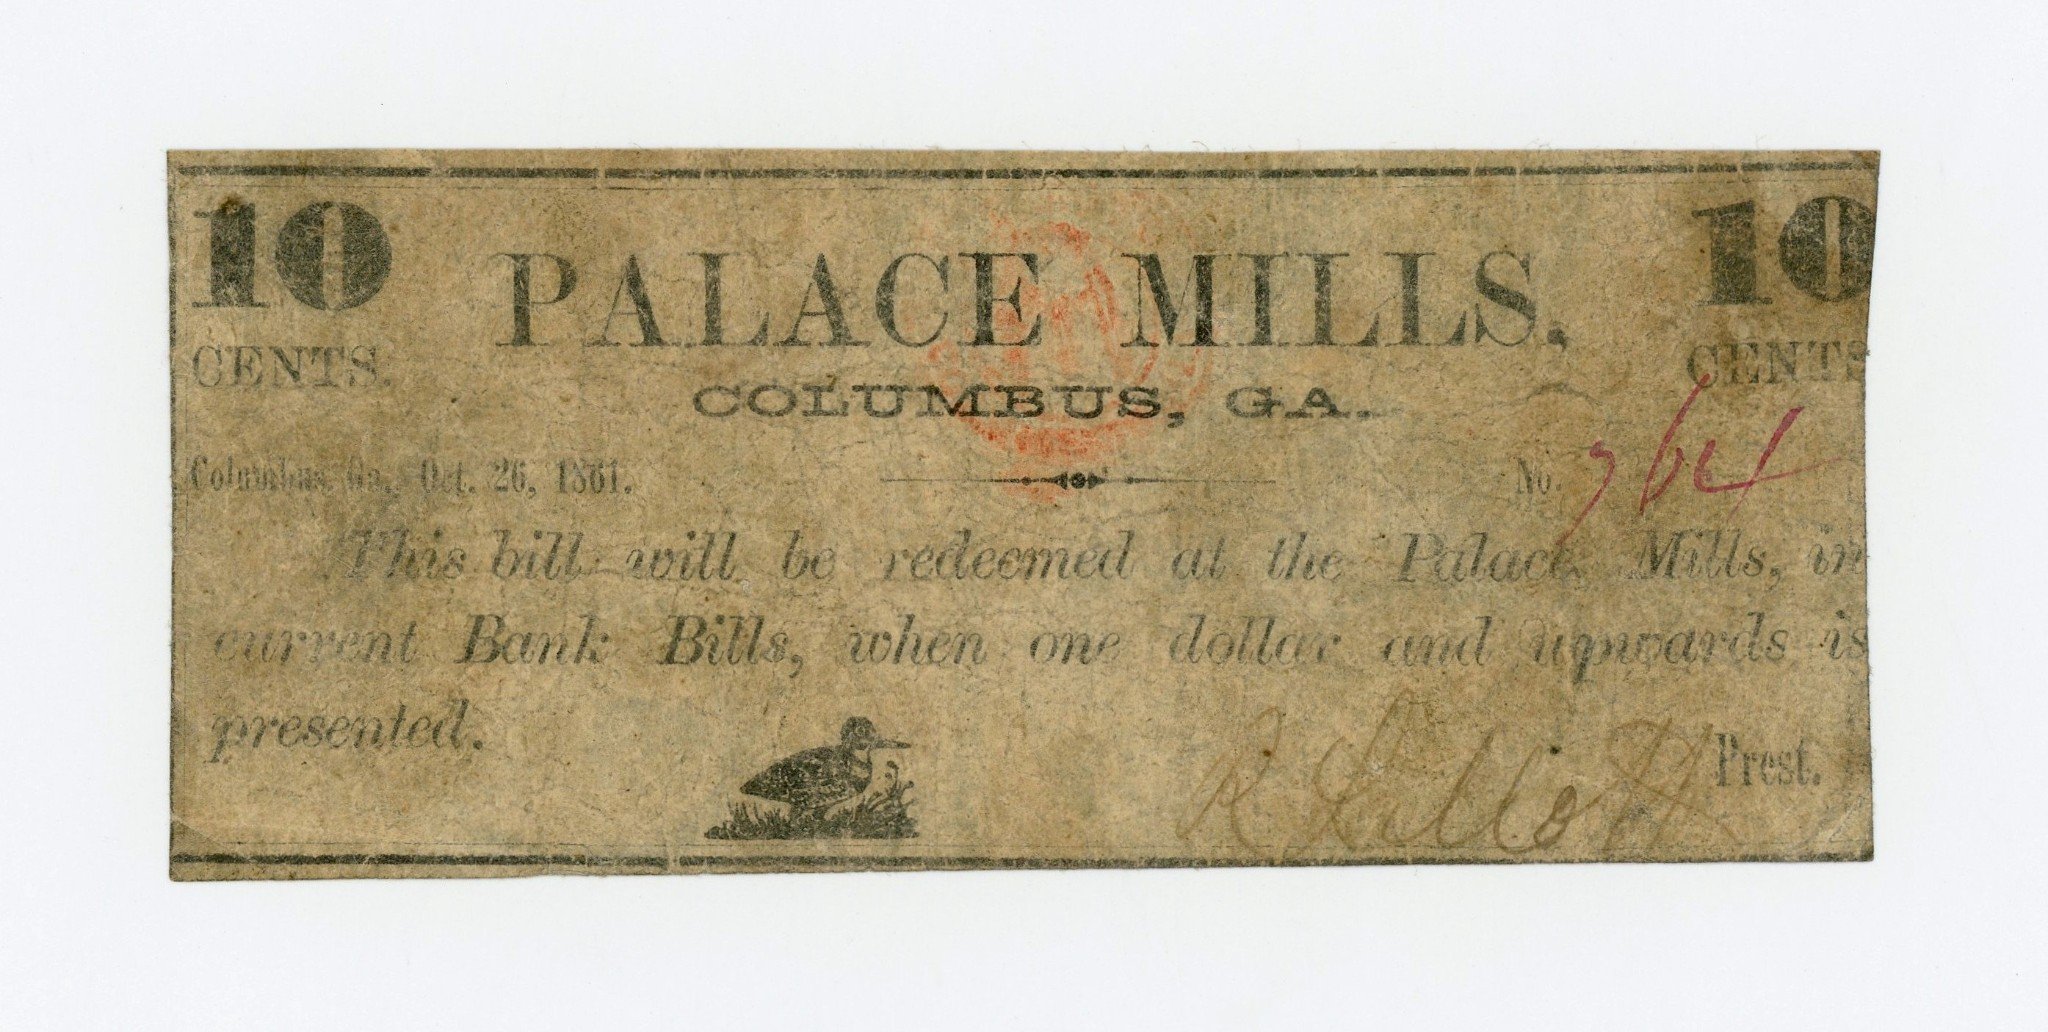 10 10
PALACE MILLS,
CENTS. CENTS
COLUMBUS, GA.
Columbus, Ga., Oct. 26, 1861. No.
This bill will be redeemed at the Palace Mills, in
current Bank Bills, when one dollar and upwards is
presented.
Prest.